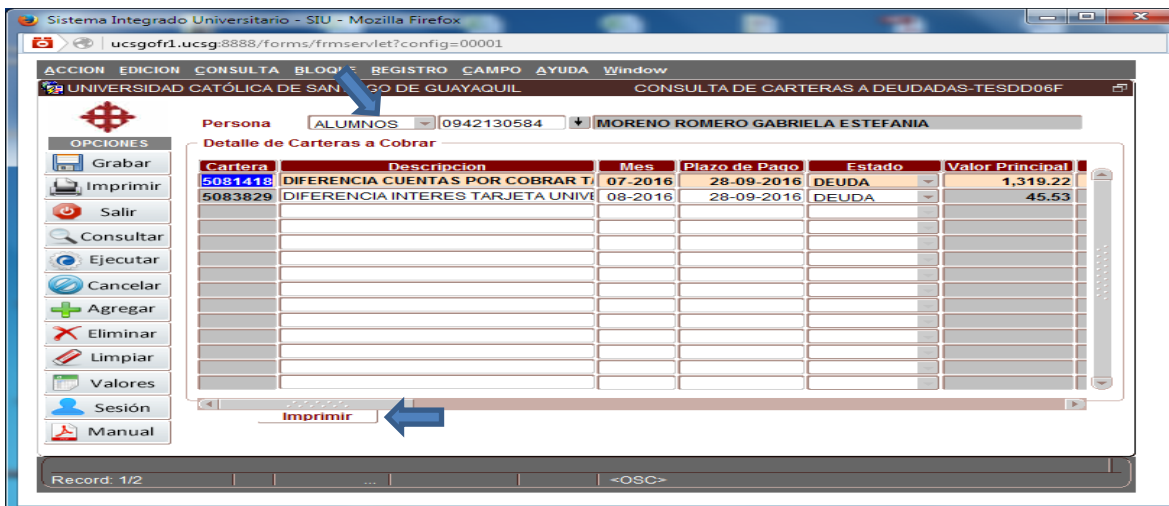 Sistema Integrado Universitario - SIU - Mozilla Firefox
ucsgofr1.ucsg:8888/forms/frmservlet?config=00001
ACCION EDICION CONSULTA BLOQUE REGISTRO CAMPO AYUDA Window
UNIVERSIDAD CATÓLICA DE GO DE GUAYAQUIL CONSULTA DE CARTERAS A DEUDADAS-TESDD06F
Persona ALUMNOS 0942130584 MORENO ROMERO GABRIELA ESTEFANIA
OPCIONES
Detalle de Carteras a Cobrar
Grabar
Imprimir
Salir
Consultar
Ejecutar
Cancelar
Agregar
Eliminar
Limpiar
Valores
Sesión
Manual
Cartera Descripcion Mes Plazo de Pago Estado Valor Principal
5081418 DIFERENCIA CUENTAS POR COBRAR T 07-2016 28-09-2016 DEUDA 1,319.22
5083829 DIFERENCIA INTERES TARJETA UNIVE 08-2016 28-09-2016 DEUDA 45.53
Imprimir
Record: 1/2 ... <OSC>